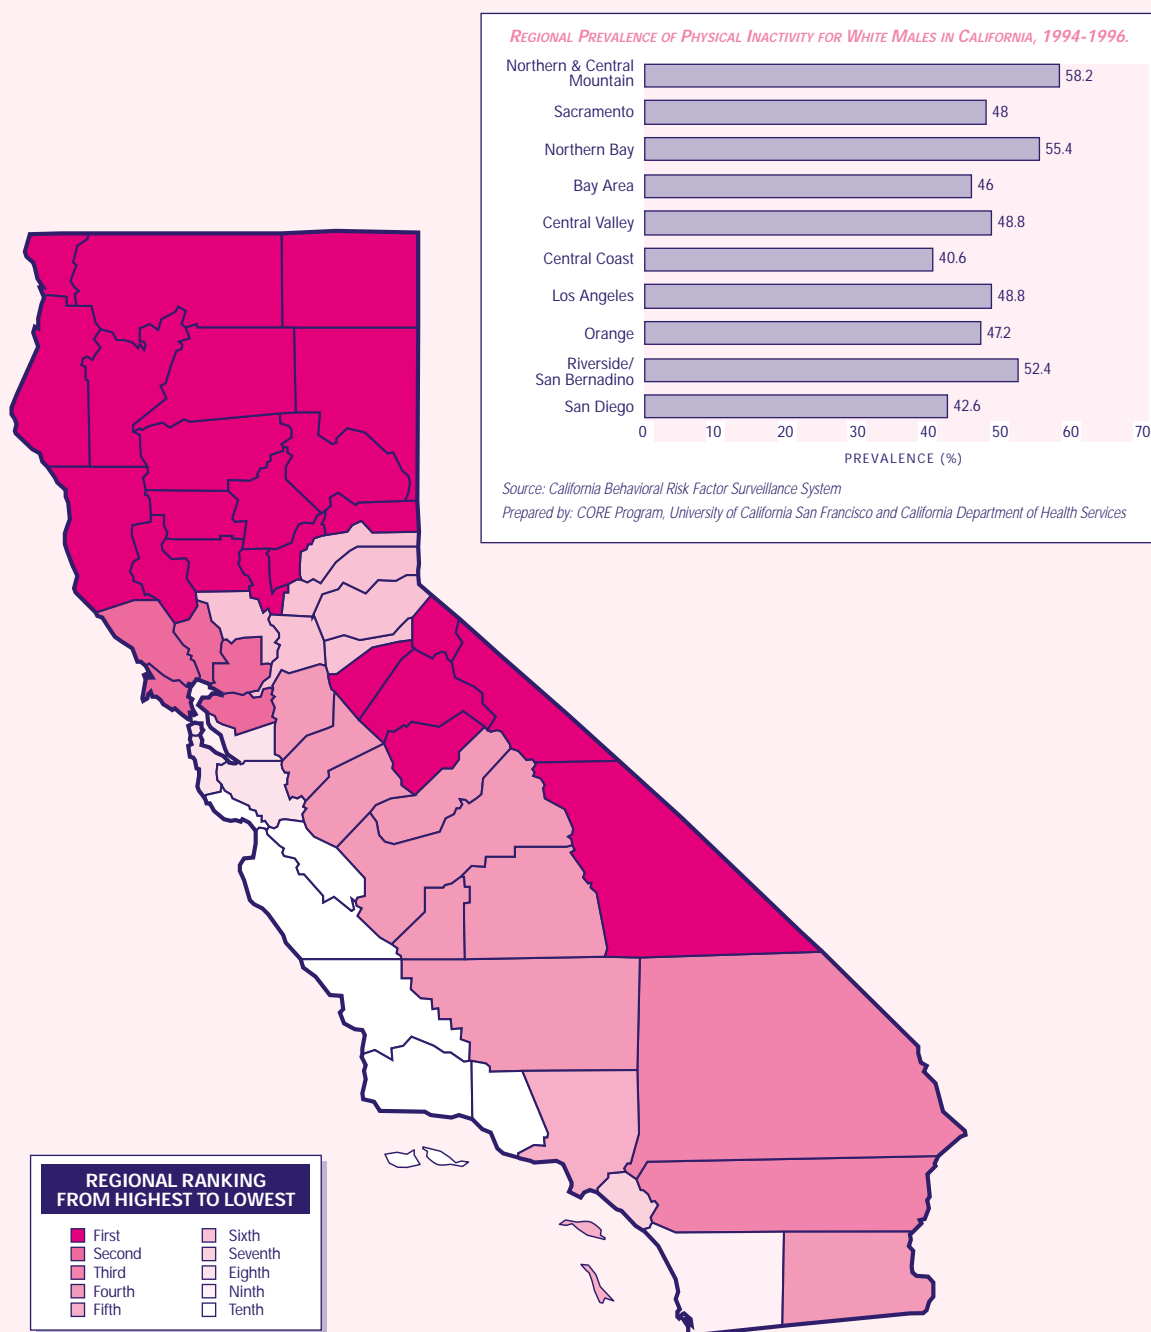 REGIONAL PREVALENCE OF PHYSICAL INACTIVITY FOR WHITE MALES IN CALIFORNIA, 1994-1996.
Northern & Central
Mountain
58.2
Sacramento
48
Northern Bay
55.4
Bay Area
46
Central Valley
48.8
Central Coast
40.6
Los Angeles
48.8
Orange
47.2
Riverside/
San Bernadino
52.4
San Diego
42.6
0 10 20 30 40 50 60 70
PREVALENCE (%)
Source: California Behavioral Risk Factor Surveillance System
Prepared by: CORE Program, University of California San Francisco and California Department of Health Services
REGIONAL RANKING
FROM HIGHEST TO LOWEST
First
Second
Third
Fourth
Fifth
Sixth
Seventh
Eighth
Ninth
Tenth